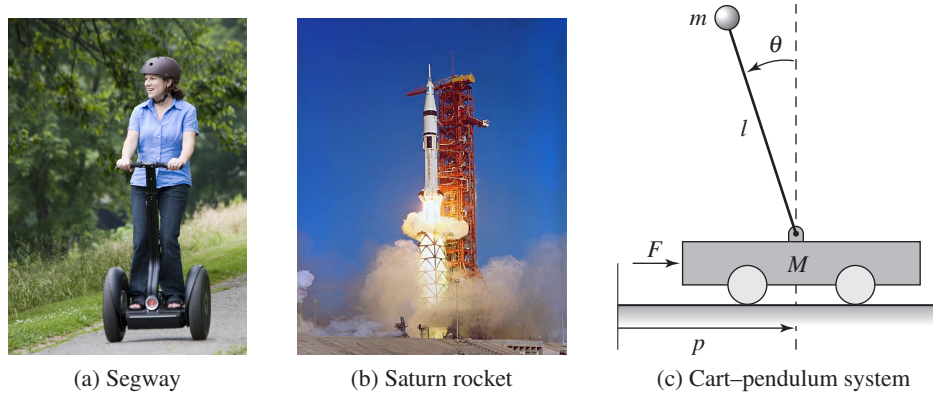 m
θ
l
F
M
p
(a) Segway
(b) Saturn rocket
(c) Cart–pendulum system